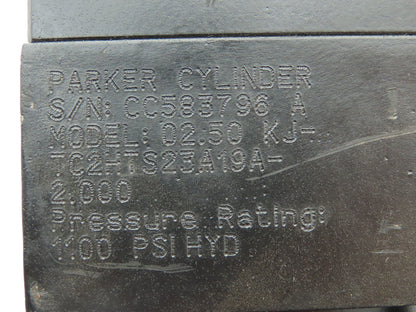 PARKER CYLINDER
S/N: CC583796 A
MODEL: 02.50 KJ-
TC2HTS23A19A-
2.000
Pressure Rating:
1100 PSI HYD